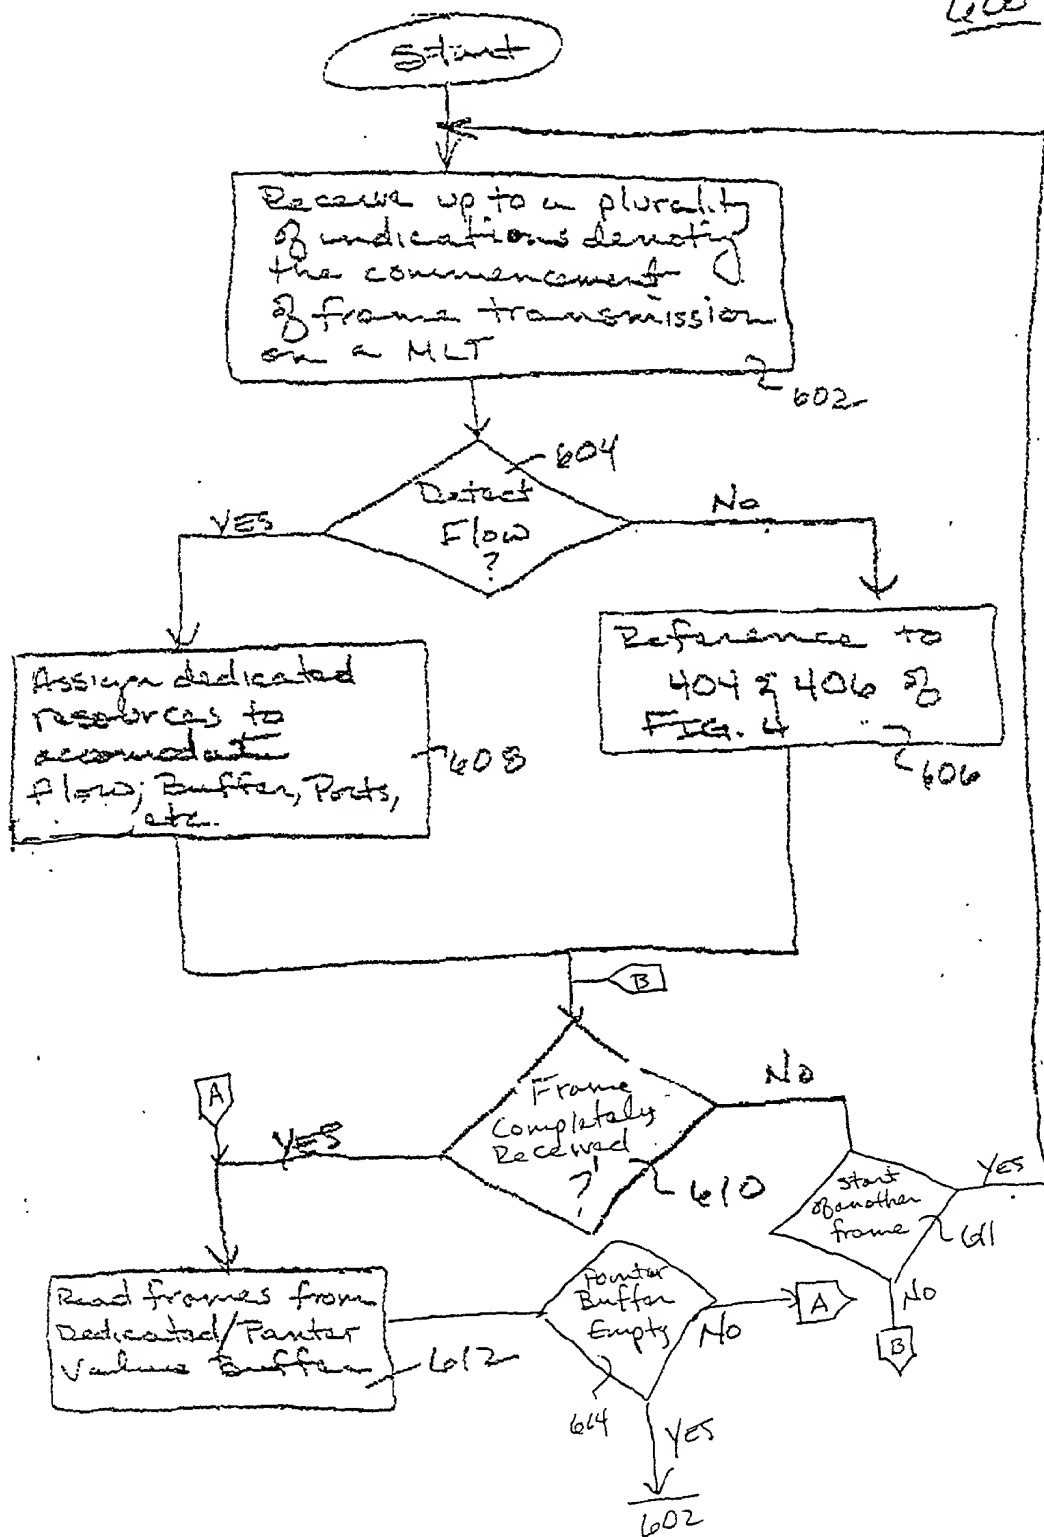 600
Start
Receive up to a plurality
of indications denoting
the commencement
of frame transmission
on a MLT
602
604
Detect
Flow
?
YES
No
Assign dedicated
resources to
accomodate
flow; Buffer, Ports,
etc.
608
Reference to
404 & 406 of
FIG. 4
606
B
A
Frame
Completely
Received
?
610
YES
No
start
of another
frame
611
YES
NO
B
Read frames from
Dedicated/Pointer
Values Buffer
612
Pointer
Buffer
Empty
614
NO
A
YES
602